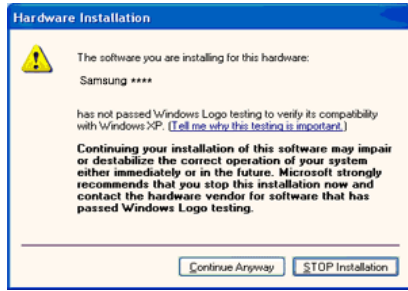 Hardware Installation
The software you are installing for this hardware:
Samsung ****
has not passed Windows Logo testing to verify its compatibility
with Windows XP. (Tell me why this testing is important.)
Continuing your installation of this software may impair
or destabilize the correct operation of your system
either immediately or in the future. Microsoft strongly
recommends that you stop this installation now and
contact the hardware vendor for software that has
passed Windows Logo testing.
Continue Anyway
STOP Installation